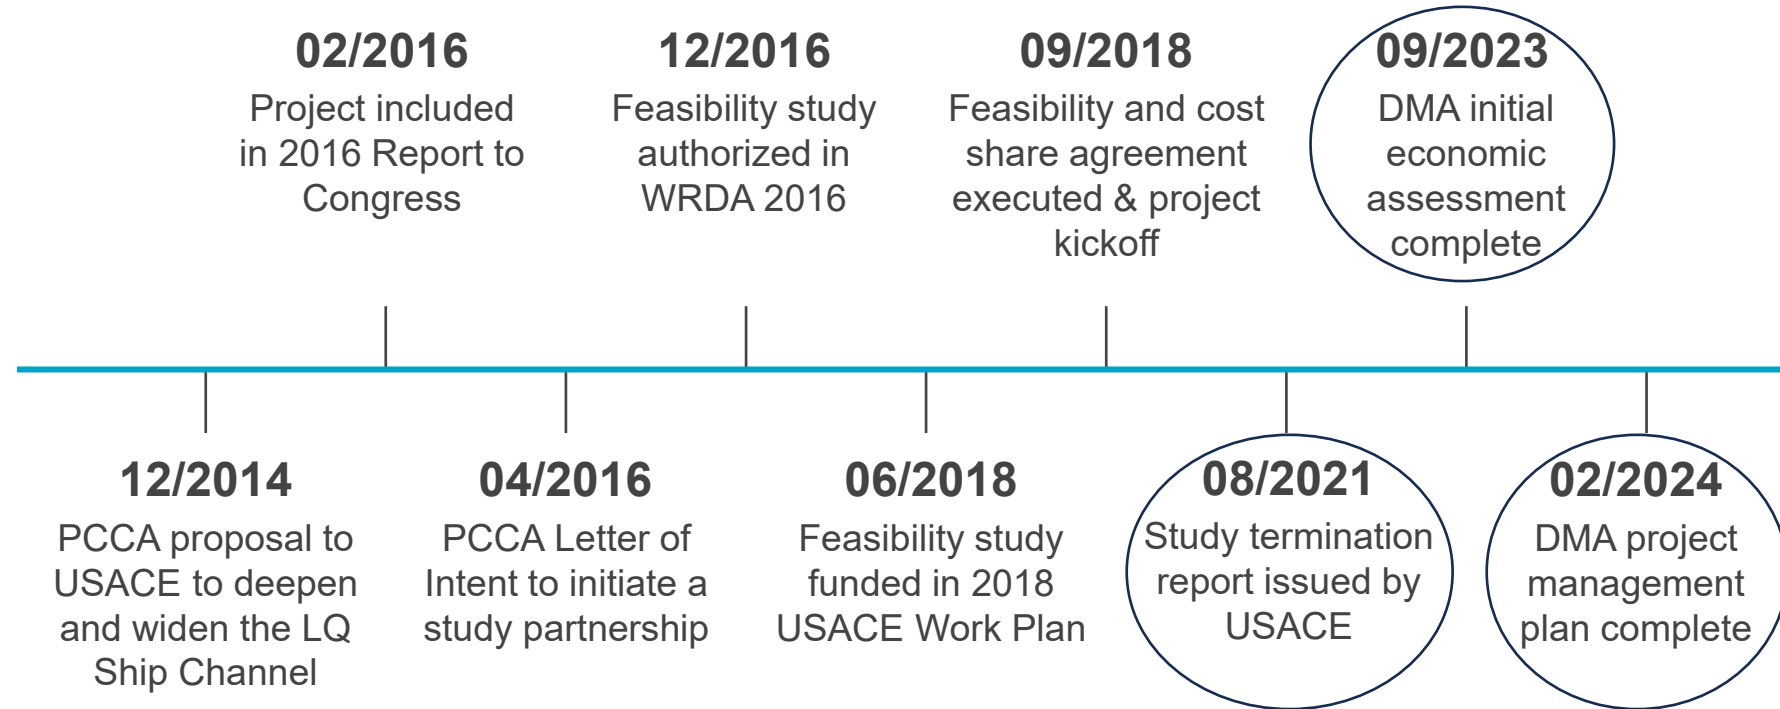 02/2016
Project included
in 2016 Report to
Congress
12/2016
Feasibility study
authorized in
WRDA 2016
09/2018
Feasibility and cost
share agreement
executed & project
kickoff
09/2023
DMA initial
economic
assessment
complete
12/2014
PCCA proposal to
USACE to deepen
and widen the LQ
Ship Channel
04/2016
PCCA Letter of
Intent to initiate a
study partnership
06/2018
Feasibility study
funded in 2018
USACE Work Plan
08/2021
Study termination
report issued by
USACE
02/2024
DMA project
management
plan complete